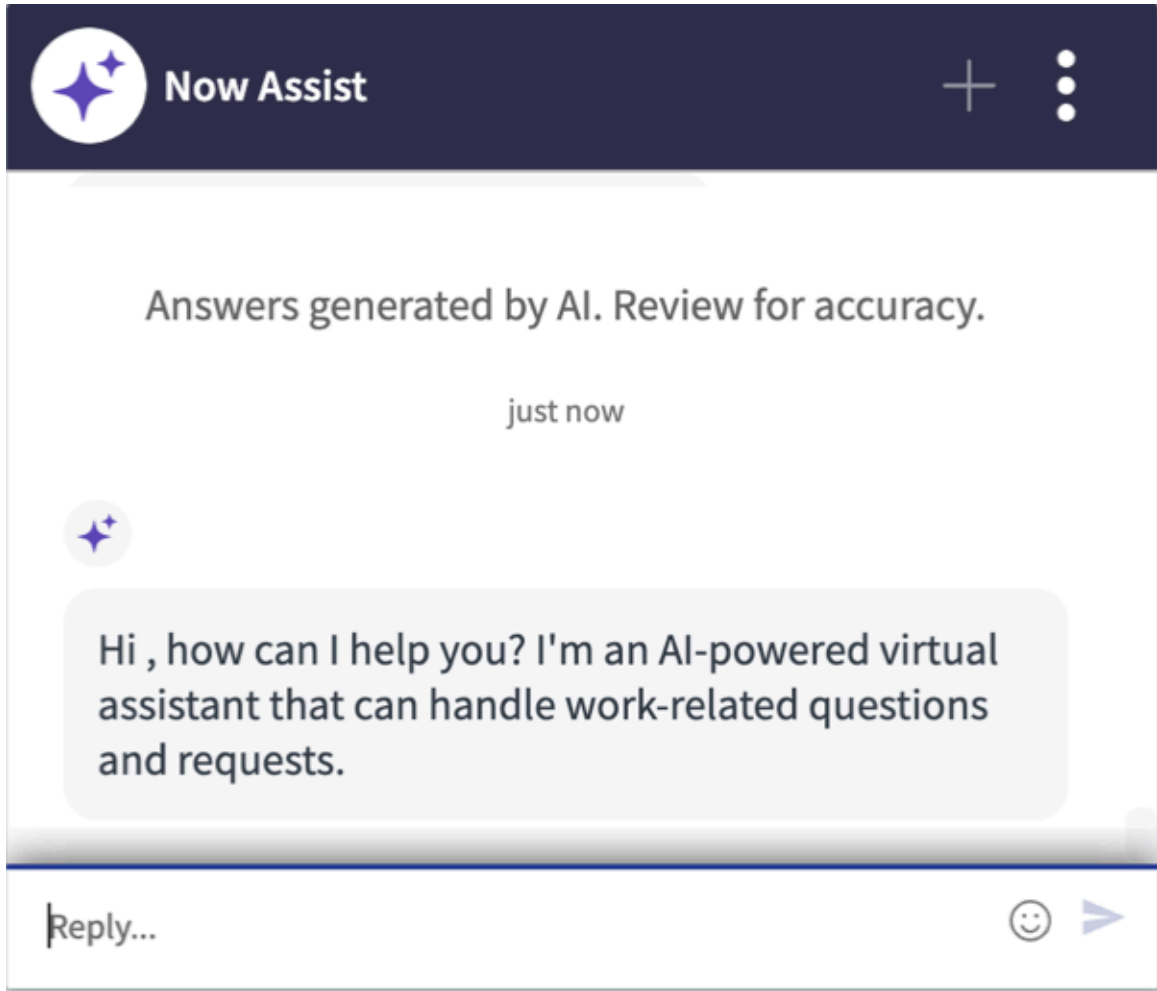 Now Assist
Answers generated by AI. Review for accuracy.
just now
Hi , how can I help you? I'm an AI-powered virtual
assistant that can handle work-related questions
and requests.
Reply...